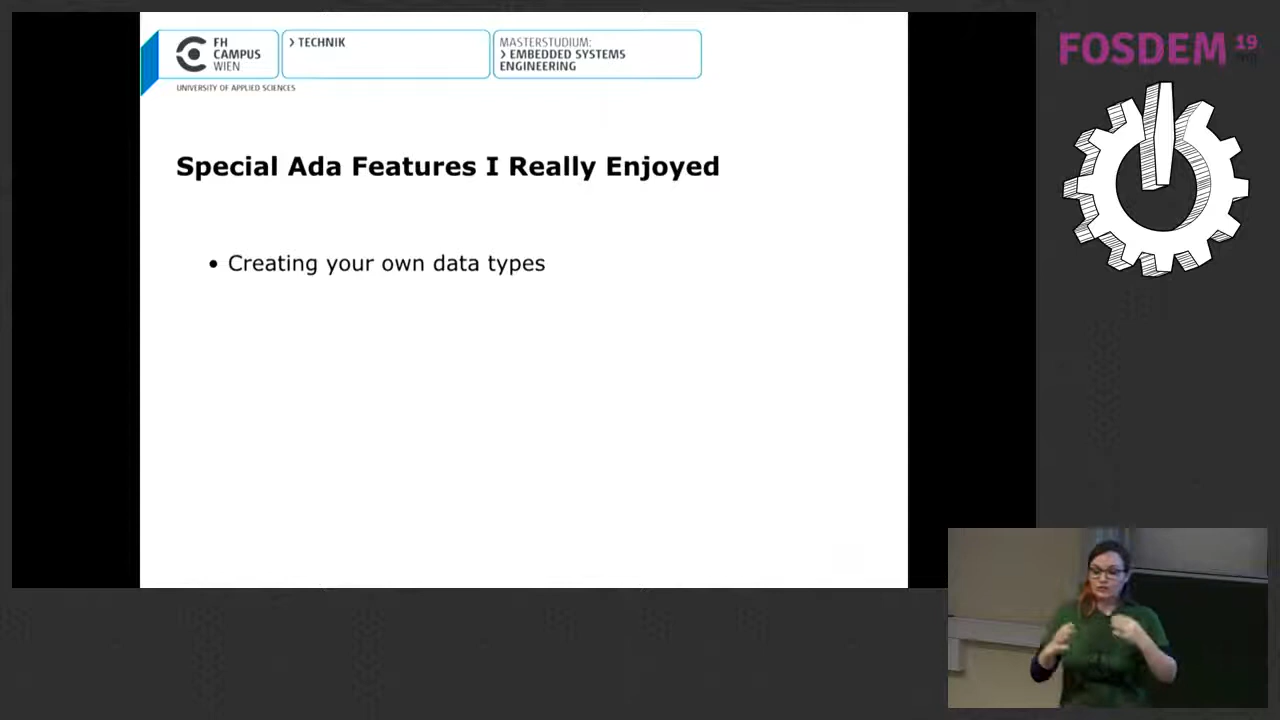 FH
CAMPUS
WIEN
> TECHNIK
MASTERSTUDIUM:
> EMBEDDED SYSTEMS
ENGINEERING
UNIVERSITY OF APPLIED SCIENCES
FOSDEM 19
Special Ada Features I Really Enjoyed
• Creating your own data types